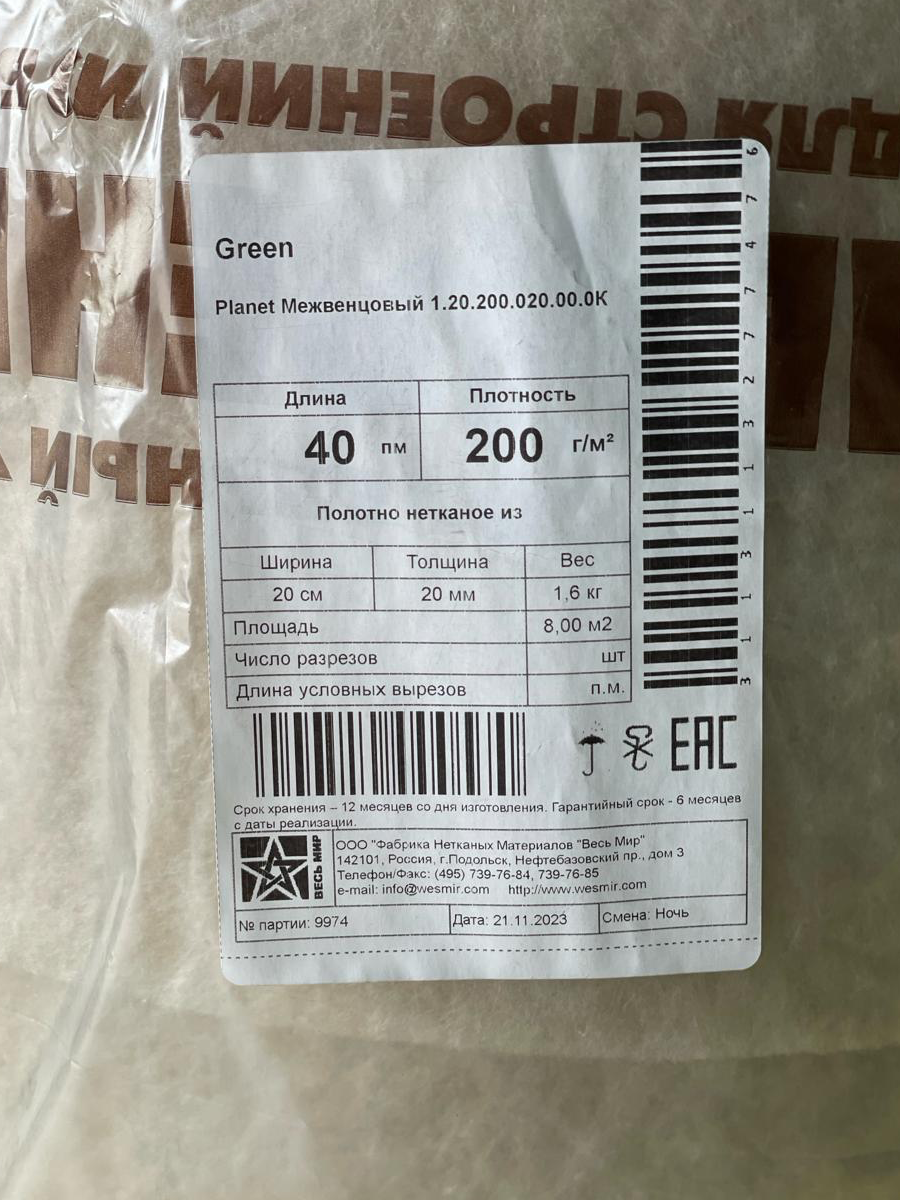 ДЛЯ СТРОЕНИЙ И
Green
Planet Межвенцовый 1.20.200.020.00.0К
Длина Плотность
40 пм 200 г/м²
Полотно нетканое из
Ширина Толщина Вес
20 см 20 мм 1,6 кг
Площадь 8,00 м2
Число разрезов шт
Длина условных вырезов п.м.
3131311327747 6
EAC
Срок хранения – 12 месяцев со дня изготовления. Гарантийный срок - 6 месяцев
с даты реализации.
ВЕСЬ МИР
ООО "Фабрика Нетканых Материалов "Весь Мир"
142101, Россия, г.Подольск, Нефтебазовский пр., дом 3
Телефон/Факс: (495) 739-76-84, 739-76-85
e-mail: info@wesmir.com http://www.wesmir.com
№ партии: 9974 Дата: 21.11.2023 Смена: Ночь